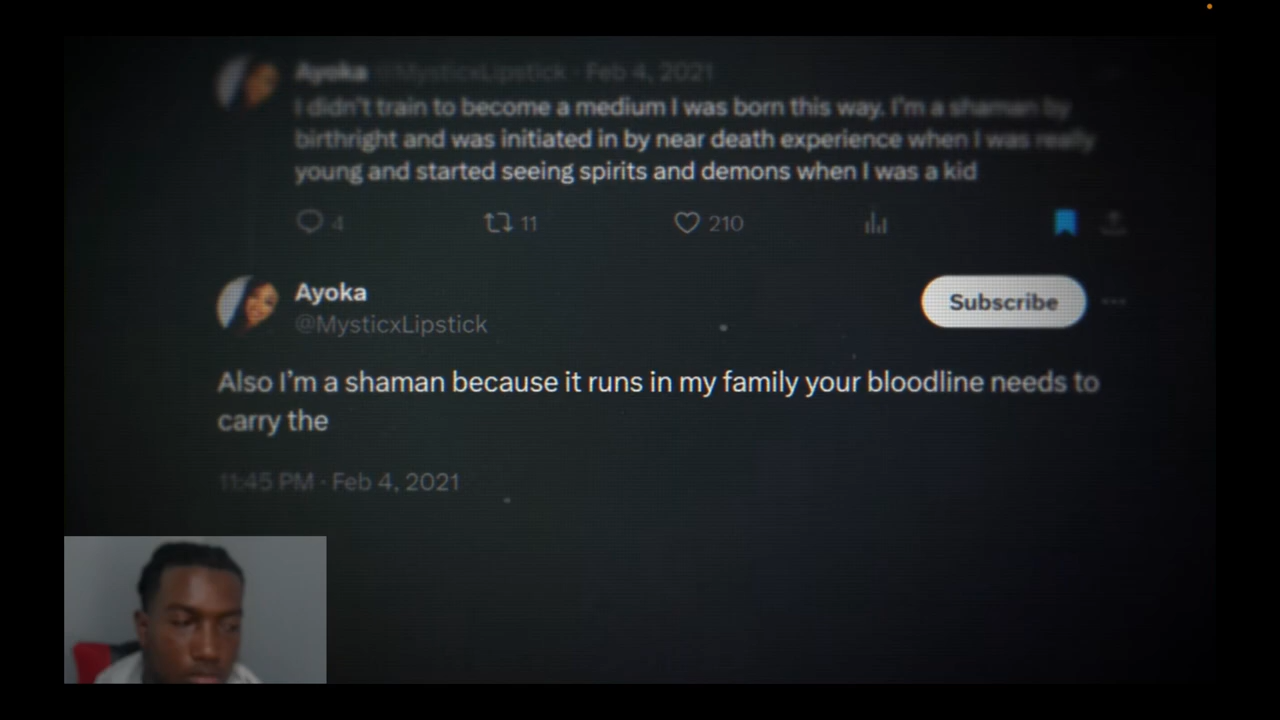 Ayoka @MysticxLipstick · Feb 4, 2021
I didn't train to become a medium I was born this way. I'm a shaman by
birthright and was initiated in by near death experience when I was really
young and started seeing spirits and demons when I was a kid
4 11 210
Ayoka
@MysticxLipstick
Subscribe
Also I'm a shaman because it runs in my family your bloodline needs to
carry the
11:45 PM · Feb 4, 2021